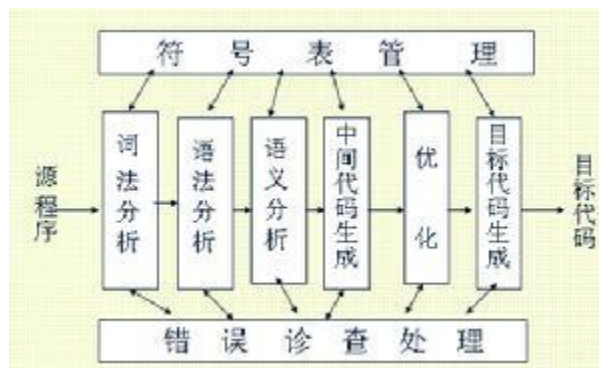 符号表管理
源程序
词法分析
语法分析
语义分析
中间代码生成
优化
目标代码生成
目标代码
错误诊查处理